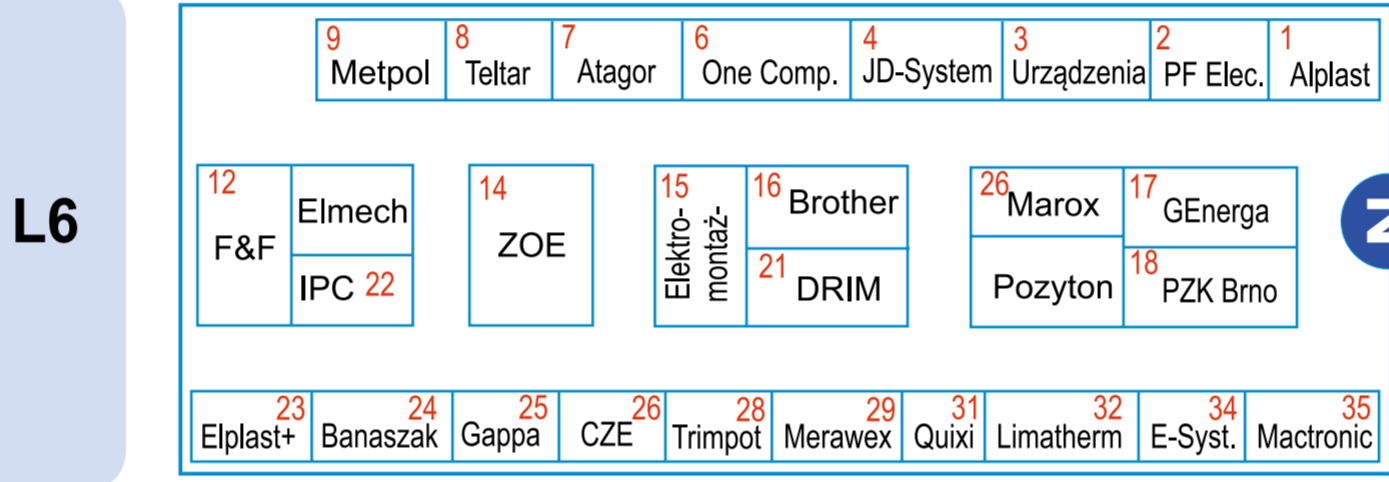 L6
9 8 7 6 4 3 2 1
Metpol Teltar Atagor One Comp. JD-System Urządzenia PF Elec. Alplast
12
F&F
Elmech
IPC 22
14
ZOE
15
Elektro-
montaż-
16 Brother
21 DRIM
26 Marox
Pozyton
17 GEnerga
18 PZK Brno
N
23 24 25 26 28 29 31 32 34 35
Elplast+ Banaszak Gappa CZE Trimpot Merawex Quixi Limatherm E-Syst. Mactronic